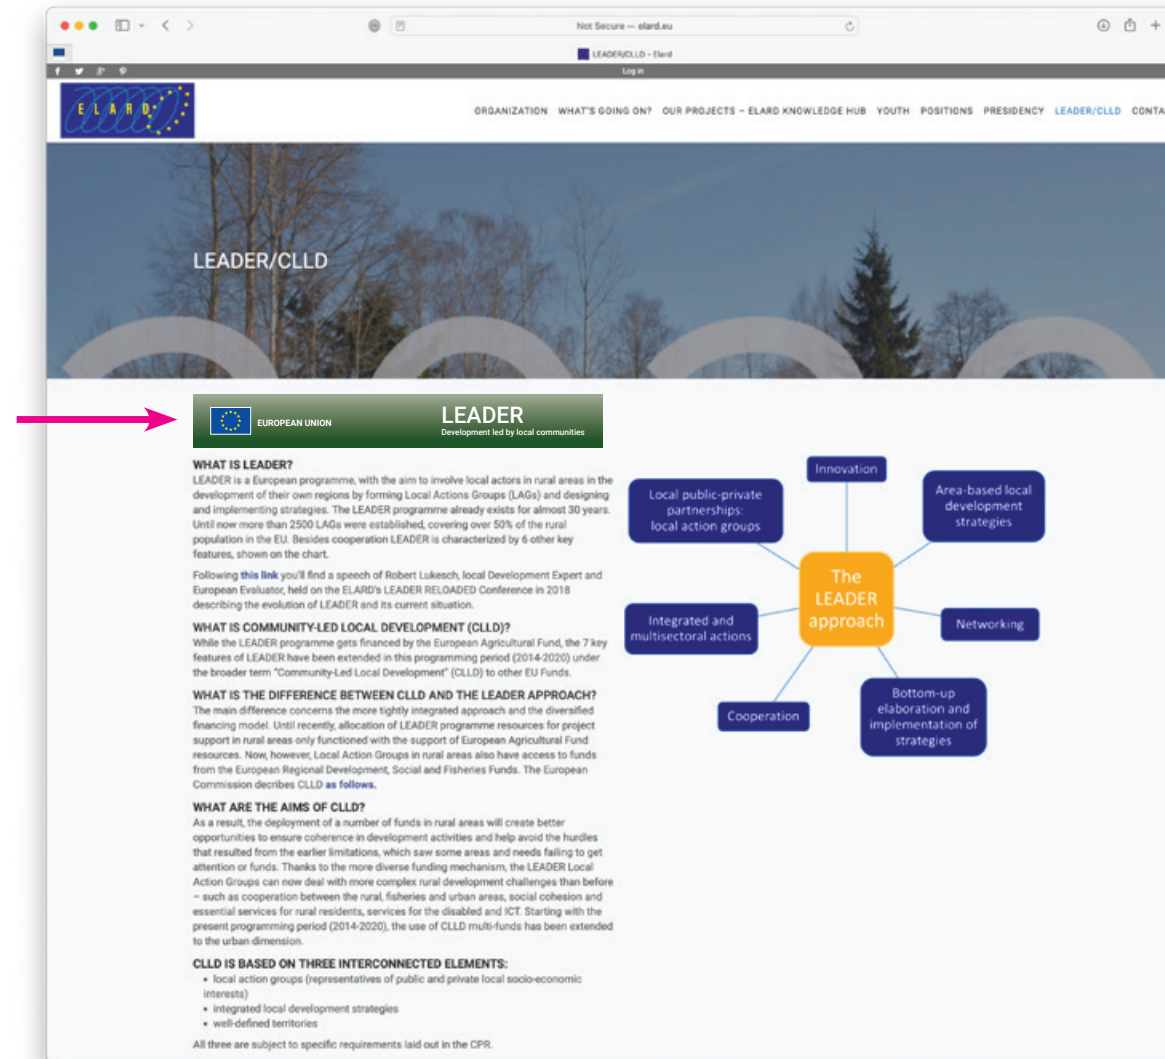 Not Secure — elard.eu
LEADER/CLLD - Elard
Log in
ELARD
ORGANIZATION WHAT'S GOING ON? OUR PROJECTS – ELARD KNOWLEDGE HUB YOUTH POSITIONS PRESIDENCY LEADER/CLLD CONTA
LEADER/CLLD
EUROPEAN UNION
LEADER
Development led by local communities
WHAT IS LEADER?
LEADER is a European programme, with the aim to involve local actors in rural areas in the
development of their own regions by forming Local Actions Groups (LAGs) and designing
and implementing strategies. The LEADER programme already exists for almost 30 years.
Until now more than 2500 LAGs were established, covering over 50% of the rural
population in the EU. Besides cooperation LEADER is characterized by 6 other key
features, shown on the chart.
Following this link you'll find a speech of Robert Lukesch, local Development Expert and
European Evaluator, held on the ELARD's LEADER RELOADED Conference in 2018
describing the evolution of LEADER and its current situation.
WHAT IS COMMUNITY-LED LOCAL DEVELOPMENT (CLLD)?
While the LEADER programme gets financed by the European Agricultural Fund, the 7 key
features of LEADER have been extended in this programming period (2014-2020) under
the broader term "Community-Led Local Development" (CLLD) to other EU Funds.
WHAT IS THE DIFFERENCE BETWEEN CLLD AND THE LEADER APPROACH?
The main difference concerns the more tightly integrated approach and the diversified
financing model. Until recently, allocation of LEADER programme resources for project
support in rural areas only functioned with the support of European Agricultural Fund
resources. Now, however, Local Action Groups in rural areas also have access to funds
from the European Regional Development, Social and Fisheries Funds. The European
Commission decribes CLLD as follows.
WHAT ARE THE AIMS OF CLLD?
As a result, the deployment of a number of funds in rural areas will create better
opportunities to ensure coherence in development activities and help avoid the hurdles
that resulted from the earlier limitations, which saw some areas and needs failing to get
attention or funds. Thanks to the more diverse funding mechanism, the LEADER Local
Action Groups can now deal with more complex rural development challenges than before
– such as cooperation between the rural, fisheries and urban areas, social cohesion and
essential services for rural residents, services for the disabled and ICT. Starting with the
present programming period (2014-2020), the use of CLLD multi-funds has been extended
to the urban dimension.
CLLD IS BASED ON THREE INTERCONNECTED ELEMENTS:
• local action groups (representatives of public and private local socio-economic
interests)
• integrated local development strategies
• well-defined territories
All three are subject to specific requirements laid out in the CPR.
Innovation
Local public-private
partnerships:
local action groups
Area-based local
development
strategies
The
LEADER
approach
Integrated and
multisectoral actions
Networking
Cooperation
Bottom-up
elaboration and
implementation of
strategies